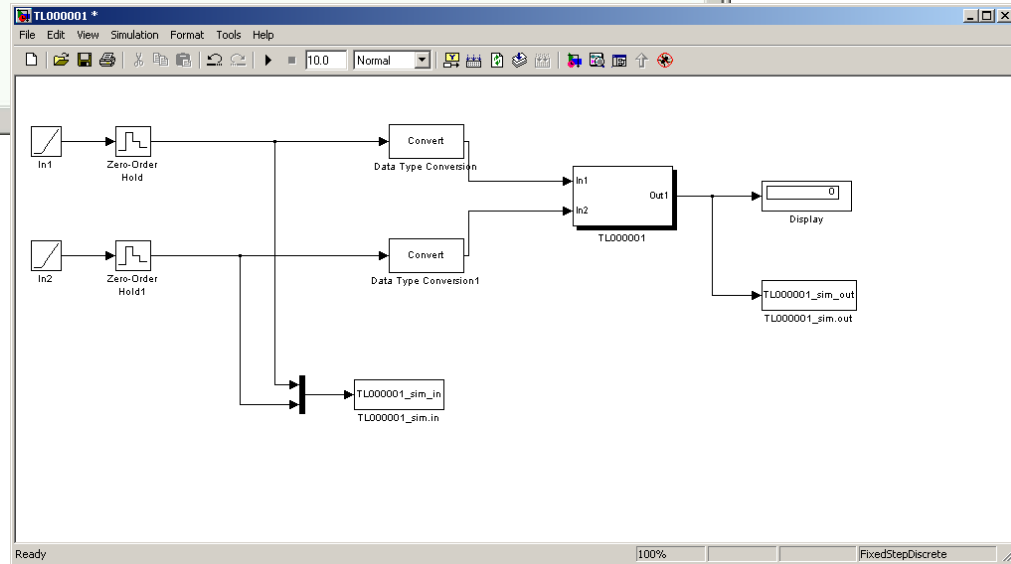 TL000001 *
File Edit View Simulation Format Tools Help
10.0 Normal
In1
Zero-Order
Hold
Convert
Data Type Conversion
In2
Zero-Order
Hold1
Convert
Data Type Conversion1
In1
In2
Out1
TL000001
0
Display
TL000001_sim_out
TL000001_sim.out
TL000001_sim_in
TL000001_sim.in
Ready 100% FixedStepDiscrete